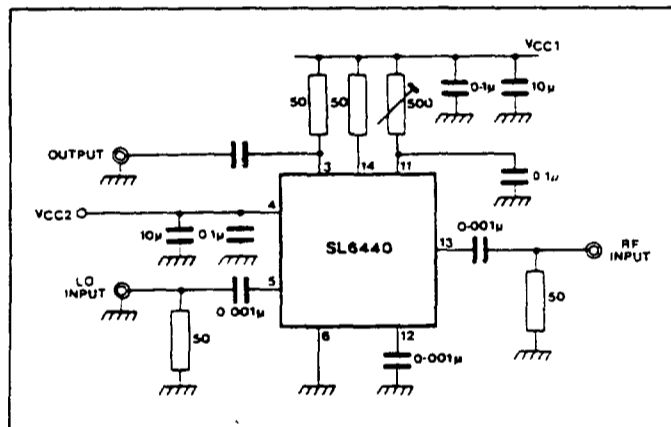 VCC1
50
50
500
0·1µ
10µ
OUTPUT
3
14
11
0·1µ
VCC2
4
10µ
0·1µ
SL6440
13
0·001µ
RF
INPUT
LO
INPUT
5
0·001µ
50
50
6
12
0·001µ